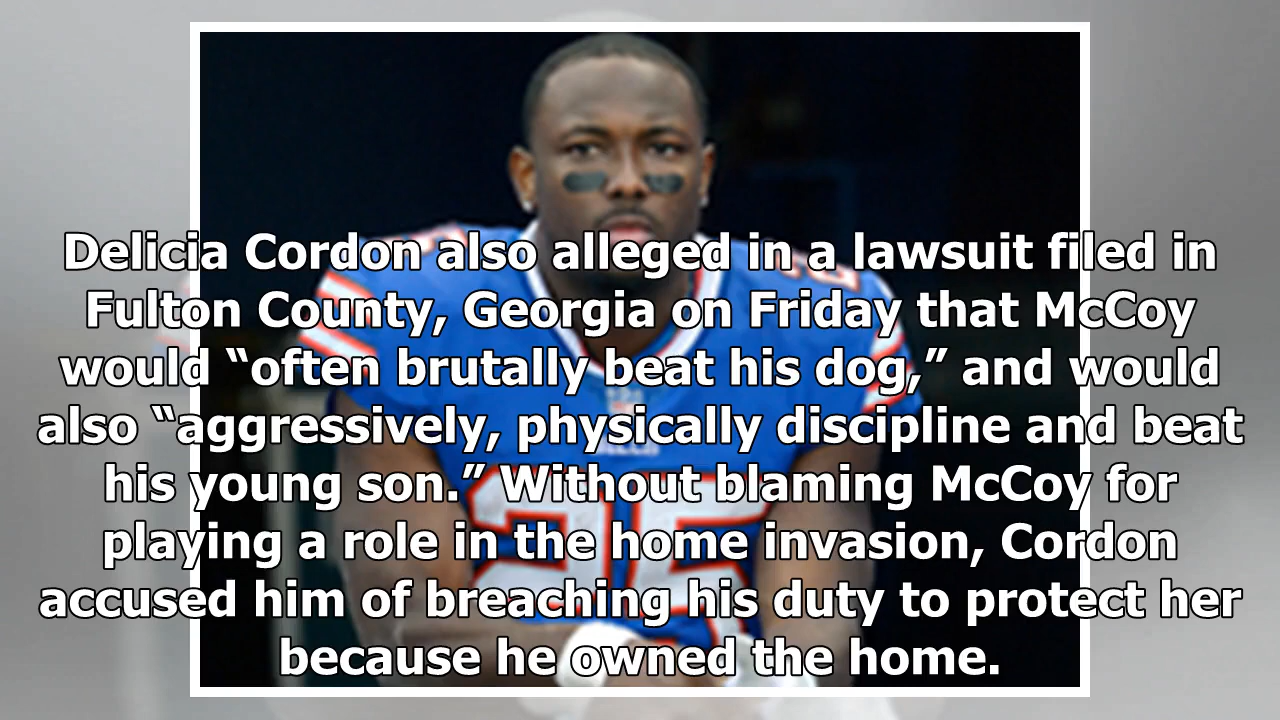 Delicia Cordon also alleged in a lawsuit filed in
Fulton County, Georgia on Friday that McCoy
would “often brutally beat his dog,” and would
also “aggressively, physically discipline and beat
his young son.” Without blaming McCoy for
playing a role in the home invasion, Cordon
accused him of breaching his duty to protect her
because he owned the home.
25